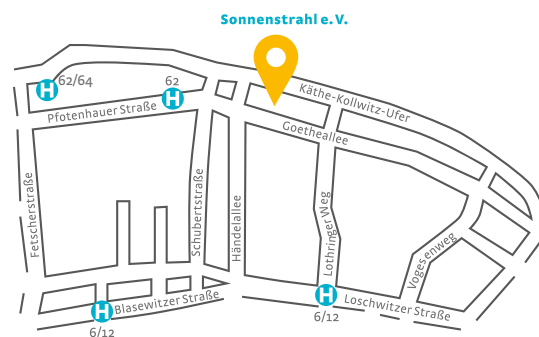 Sonnenstrahl e. V.
62/64
62
H
H
Käthe-Kollwitz-Ufer
Pfotenhauer Straße
Goetheallee
Fetscherstraße
Schubertstraße
Händelallee
Lothringer Weg
Vogesenweg
H
Blasewitzer Straße
H
Loschwitzer Straße
6/12
6/12